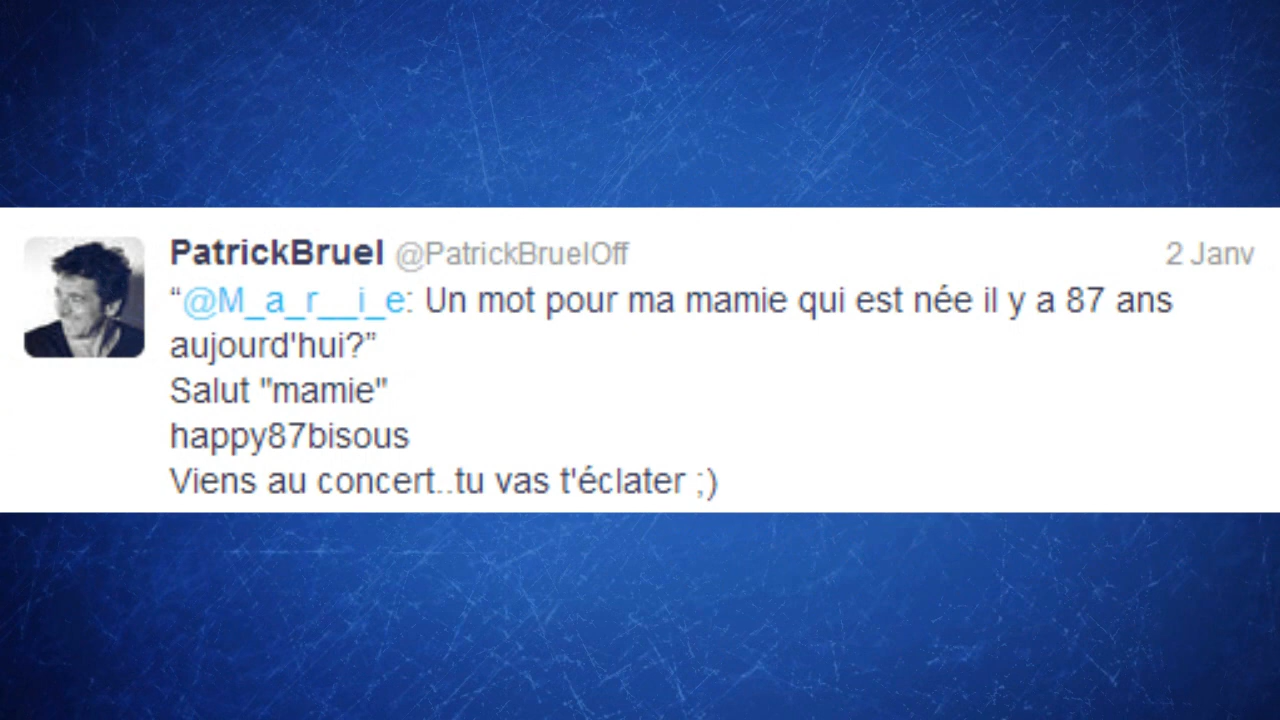 PatrickBruel @PatrickBruelOff 2 Janv
“@M_a_r__i_e: Un mot pour ma mamie qui est née il y a 87 ans
aujourd'hui?”
Salut "mamie"
happy87bisous
Viens au concert..tu vas t'éclater ;)